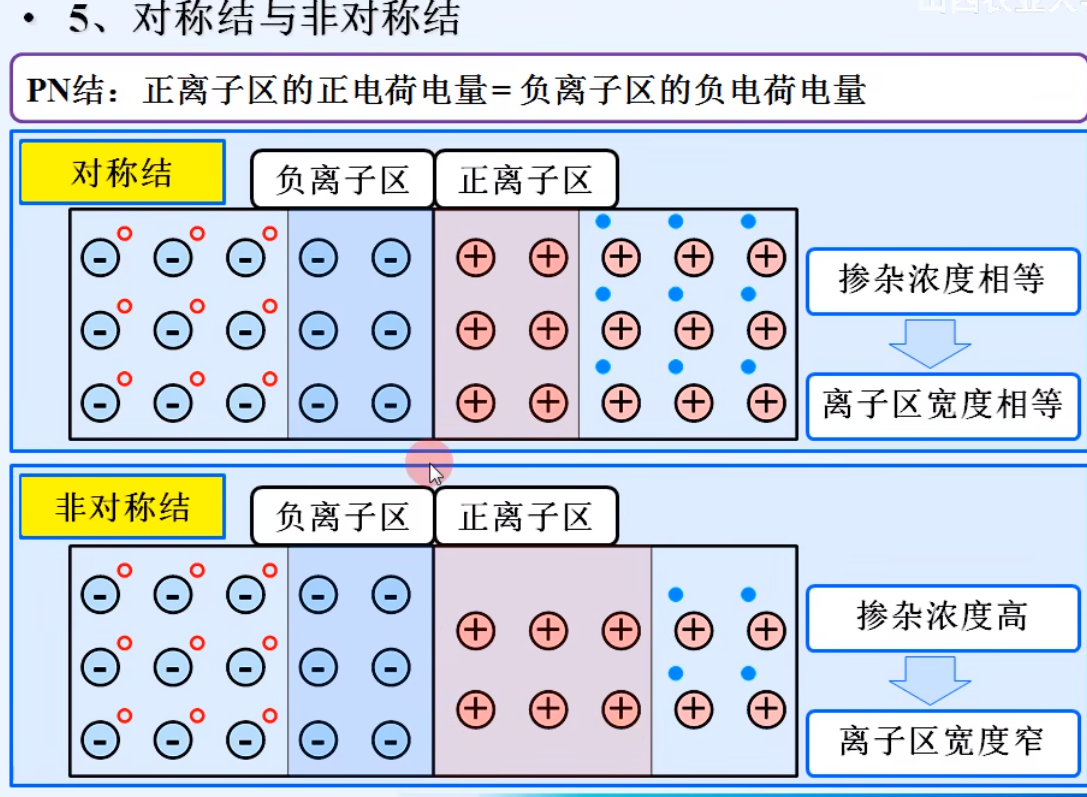 • 5、对称结与非对称结
PN结：正离子区的正电荷电量=负离子区的负电荷电量
对称结
负离子区
正离子区
掺杂浓度相等
离子区宽度相等
非对称结
负离子区
正离子区
掺杂浓度高
离子区宽度窄